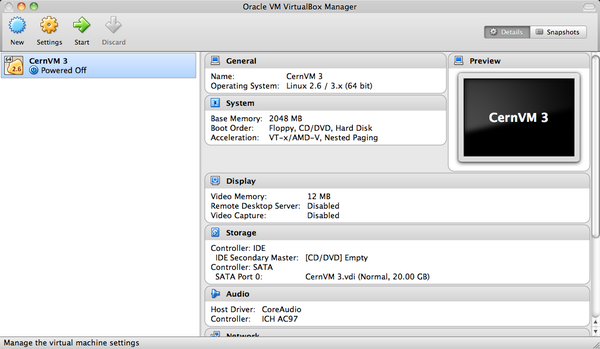 Oracle VM VirtualBox Manager
New Settings Start Discard
Details Snapshots
64
2.6
CernVM 3
Powered Off
General
Name: CernVM 3
Operating System: Linux 2.6 / 3.x (64 bit)
System
Base Memory: 2048 MB
Boot Order: Floppy, CD/DVD, Hard Disk
Acceleration: VT-x/AMD-V, Nested Paging
Preview
CernVM 3
Display
Video Memory: 12 MB
Remote Desktop Server: Disabled
Video Capture: Disabled
Storage
Controller: IDE
IDE Secondary Master: [CD/DVD] Empty
Controller: SATA
SATA Port 0: CernVM 3.vdi (Normal, 20.00 GB)
Audio
Host Driver: CoreAudio
Controller: ICH AC97
Network
Manage the virtual machine settings